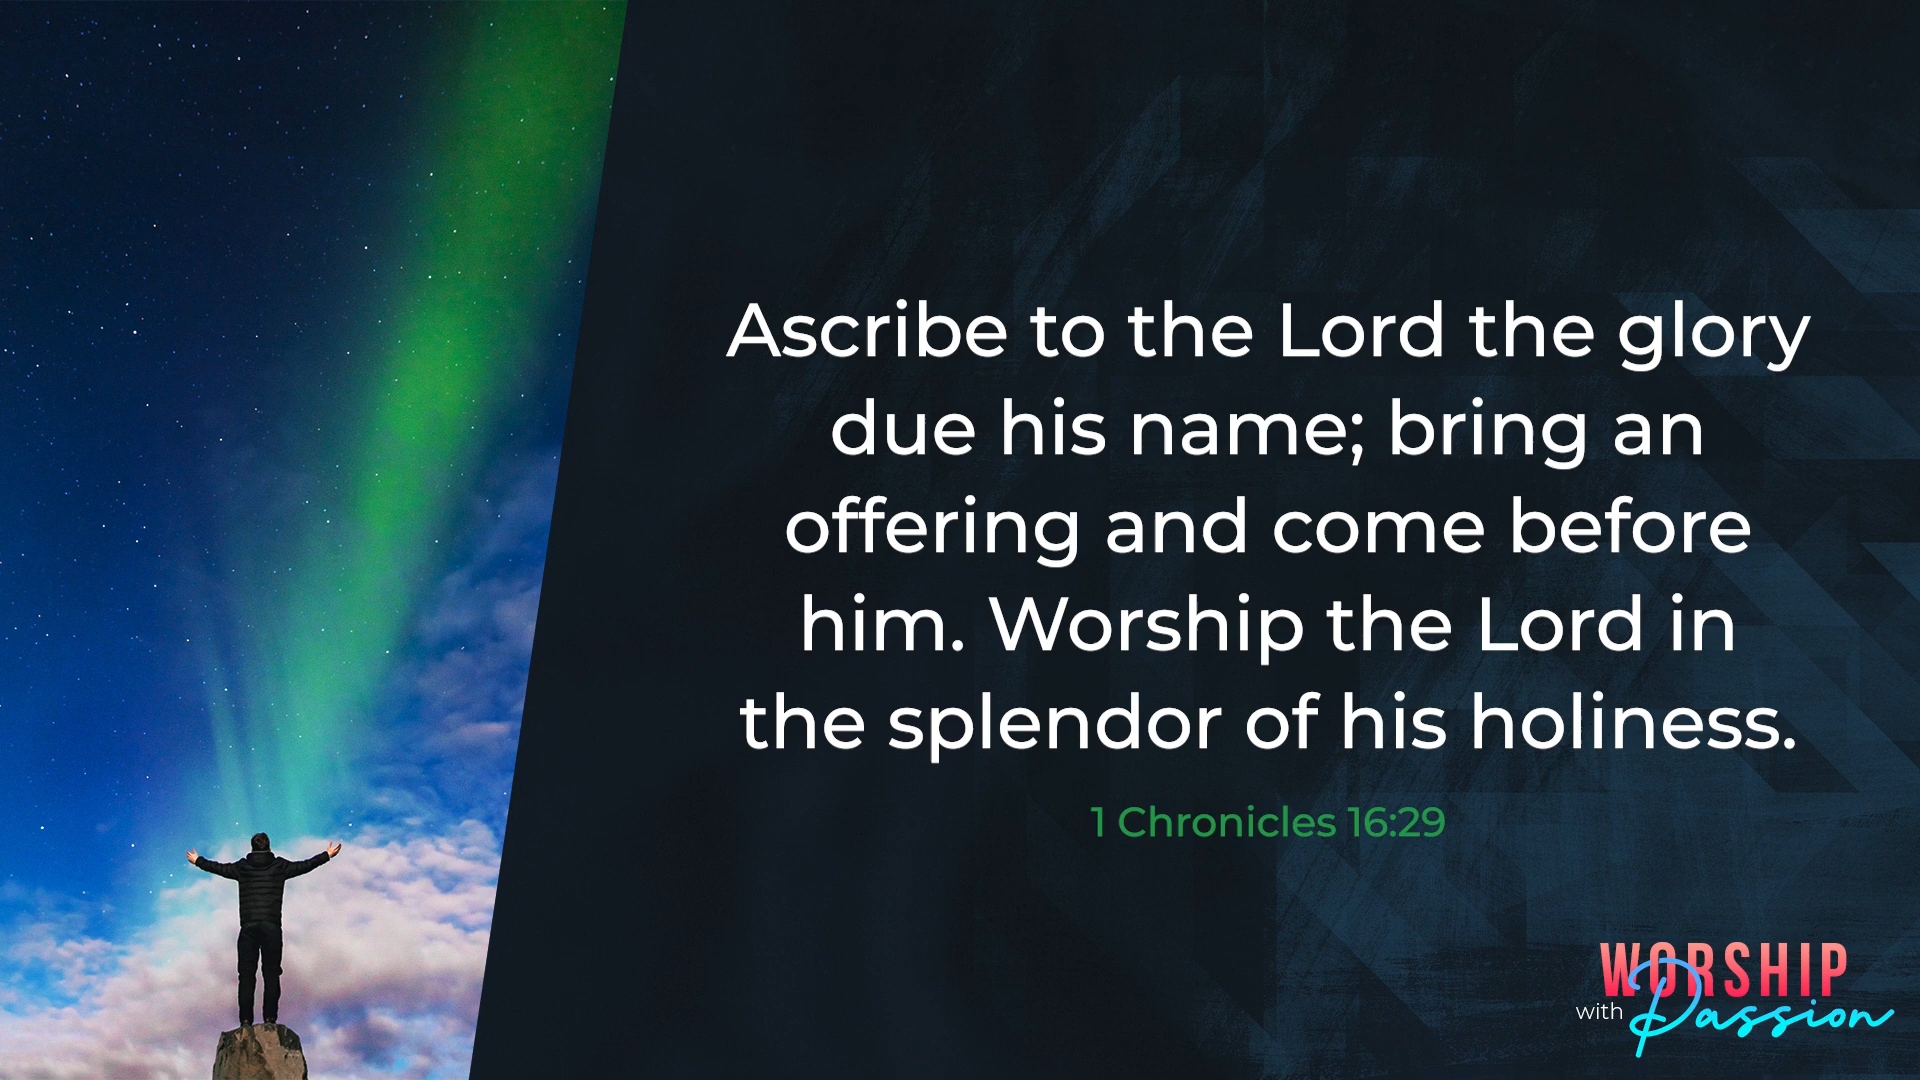 Ascribe to the Lord the glory
due his name; bring an
offering and come before
him. Worship the Lord in
the splendor of his holiness.
1 Chronicles 16:29
WORSHIP
with Passion